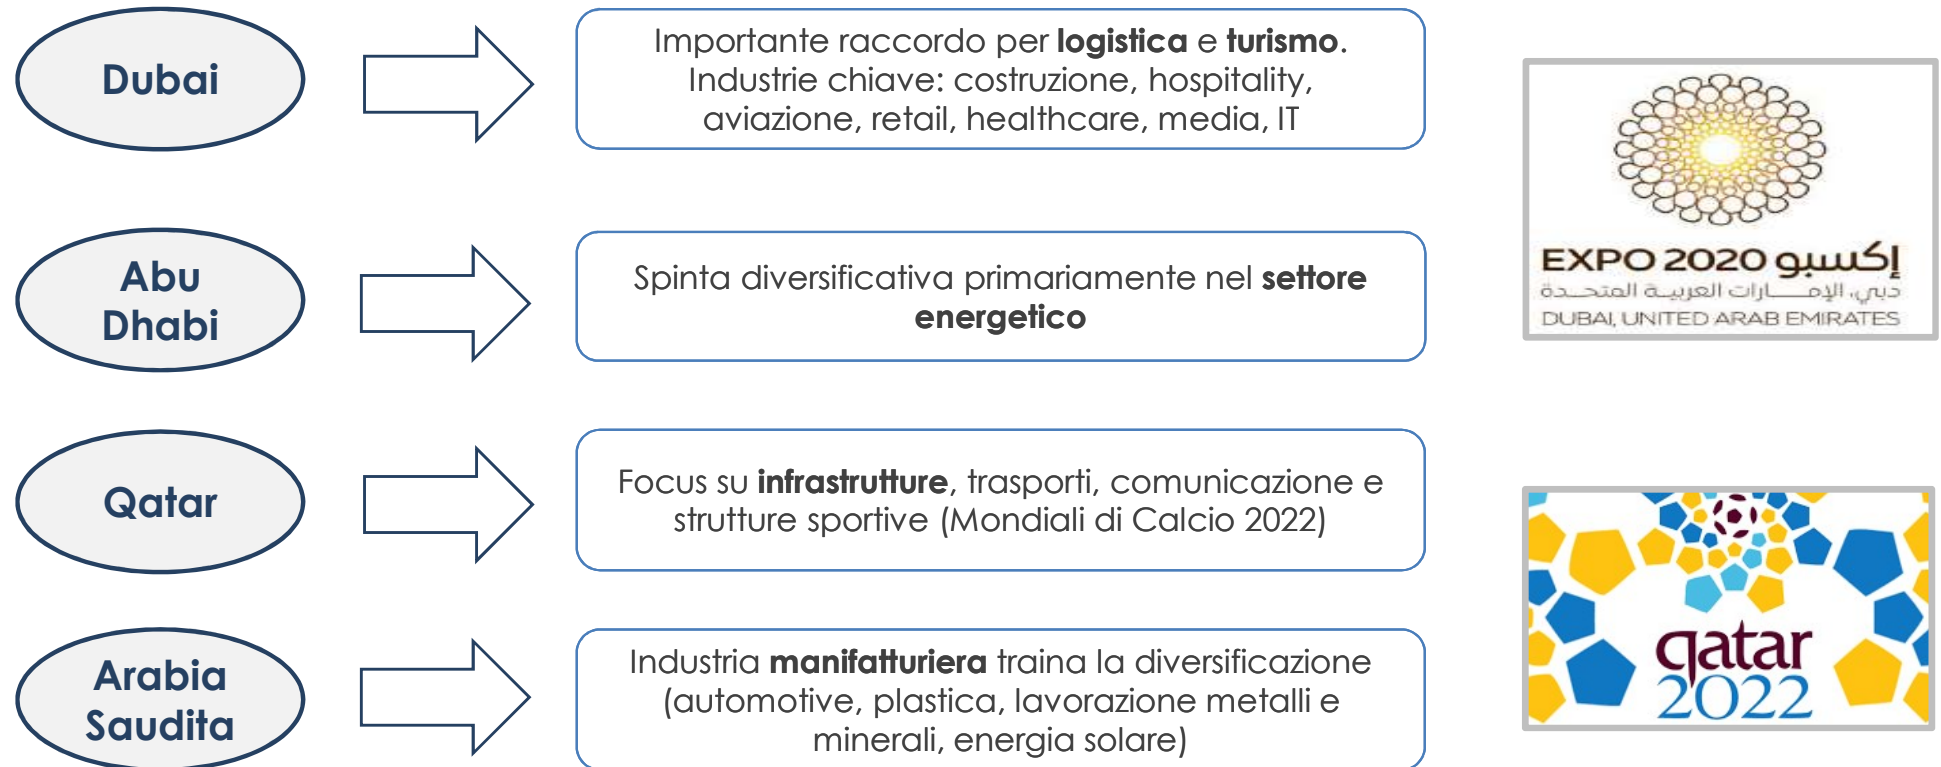 Dubai
Importante raccordo per logistica e turismo.
Industrie chiave: costruzione, hospitality,
aviazione, retail, healthcare, media, IT
EXPO 2020 إكسبو
دبي، الإمارات العربية المتحدة
DUBAI, UNITED ARAB EMIRATES
Abu
Dhabi
Spinta diversificativa primariamente nel settore
energetico
Qatar
Focus su infrastrutture, trasporti, comunicazione e
strutture sportive (Mondiali di Calcio 2022)
qatar
2022
Arabia
Saudita
Industria manifatturiera traina la diversificazione
(automotive, plastica, lavorazione metalli e
minerali, energia solare)